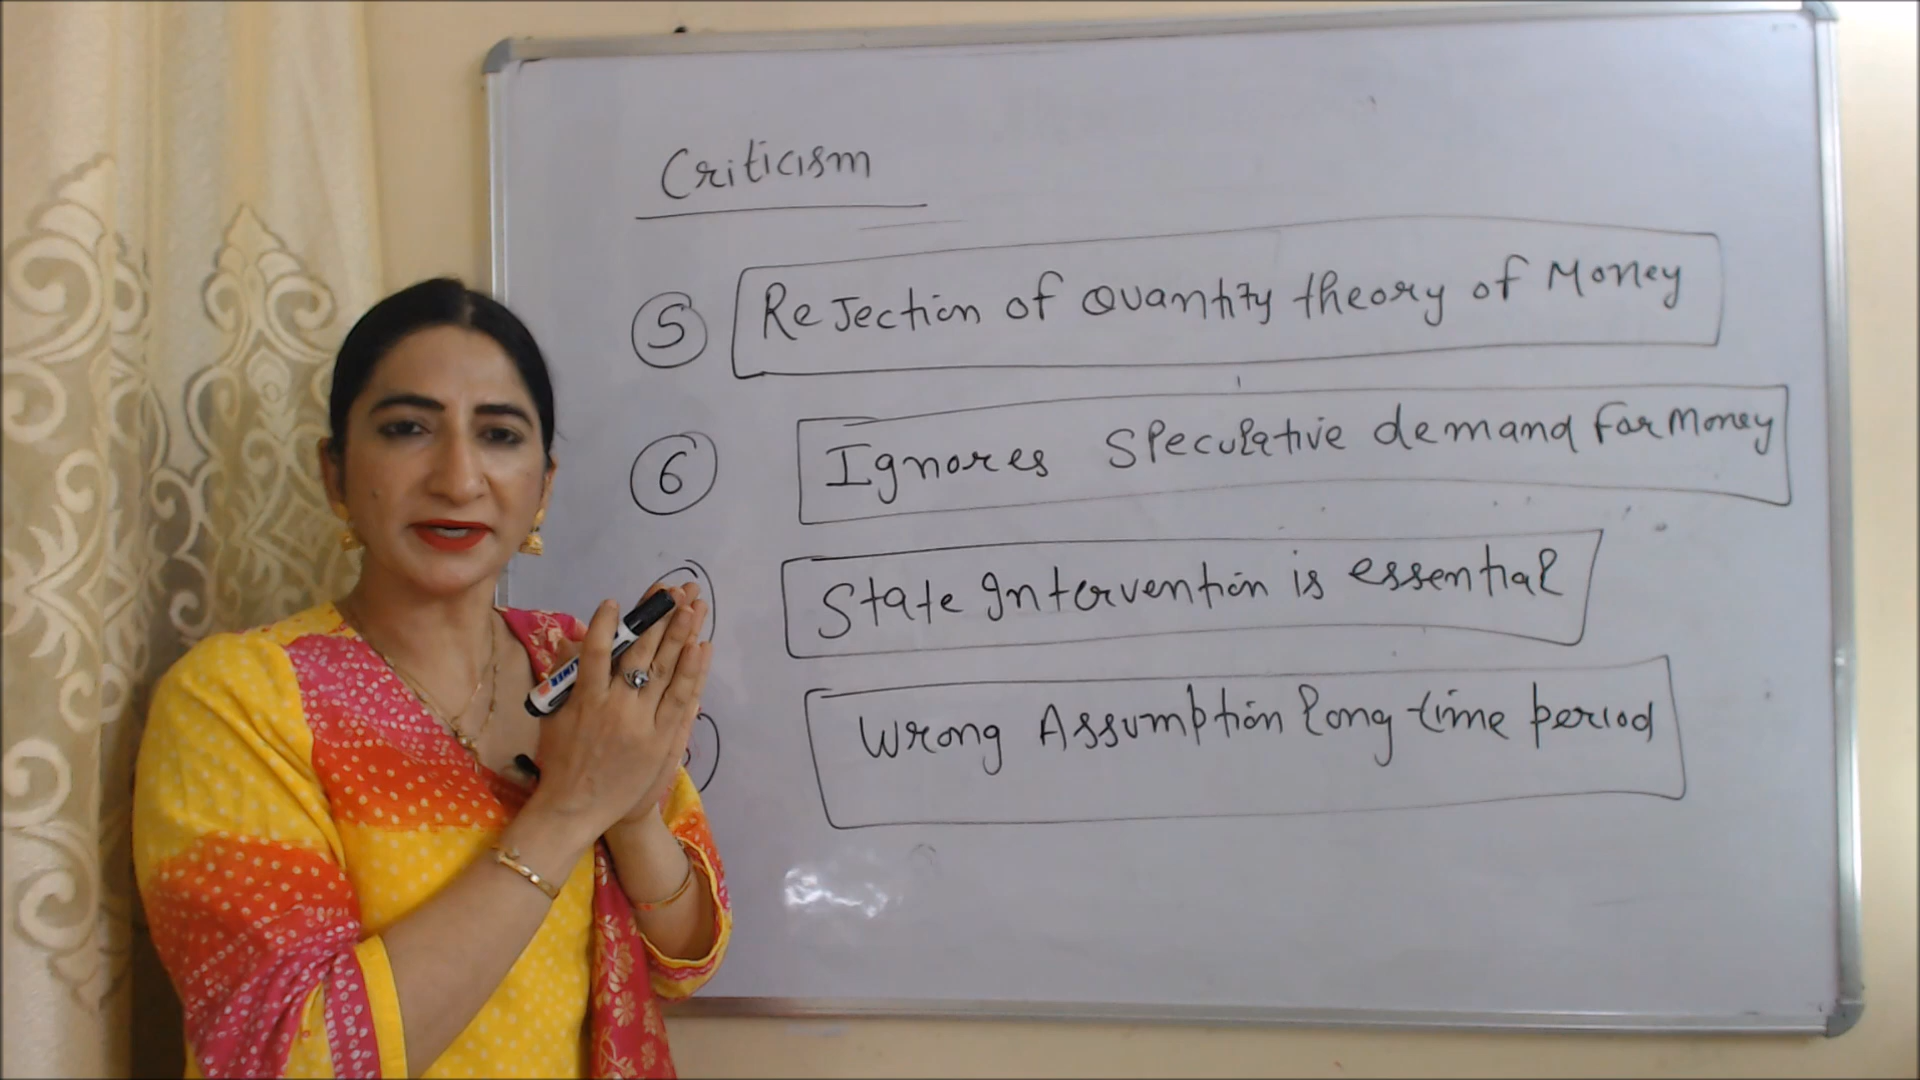 Criticism
5 Rejection of Quantity theory of Money
6 Ignores Speculative demand for Money
State Intervention is essential
Wrong Assumption long time period